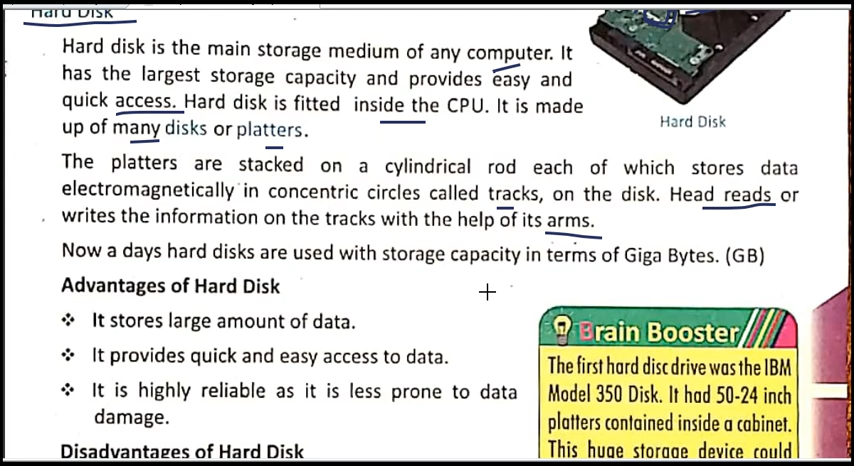 Hard Disk
Hard disk is the main storage medium of any computer. It
has the largest storage capacity and provides easy and
quick access. Hard disk is fitted inside the CPU. It is made
up of many disks or platters.
Hard Disk
The platters are stacked on a cylindrical rod each of which stores data
electromagnetically in concentric circles called tracks, on the disk. Head reads or
writes the information on the tracks with the help of its arms.
Now a days hard disks are used with storage capacity in terms of Giga Bytes. (GB)
Advantages of Hard Disk
❖ It stores large amount of data.
❖ It provides quick and easy access to data.
❖ It is highly reliable as it is less prone to data
damage.
Disadvantages of Hard Disk
Brain Booster
The first hard disc drive was the IBM
Model 350 Disk. It had 50-24 inch
platters contained inside a cabinet.
This huge storage device could